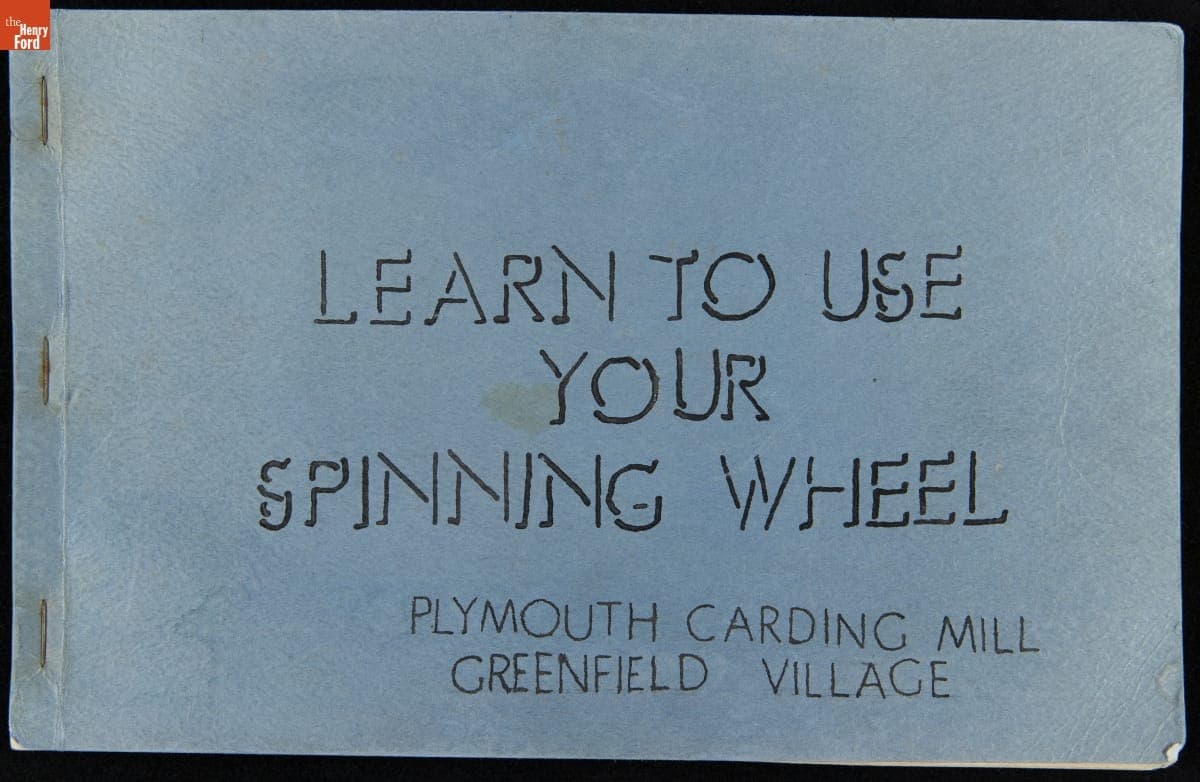 the
Henry
Ford
LEARN TO USE
YOUR
SPINNING WHEEL
PLYMOUTH CARDING MILL
GREENFIELD VILLAGE